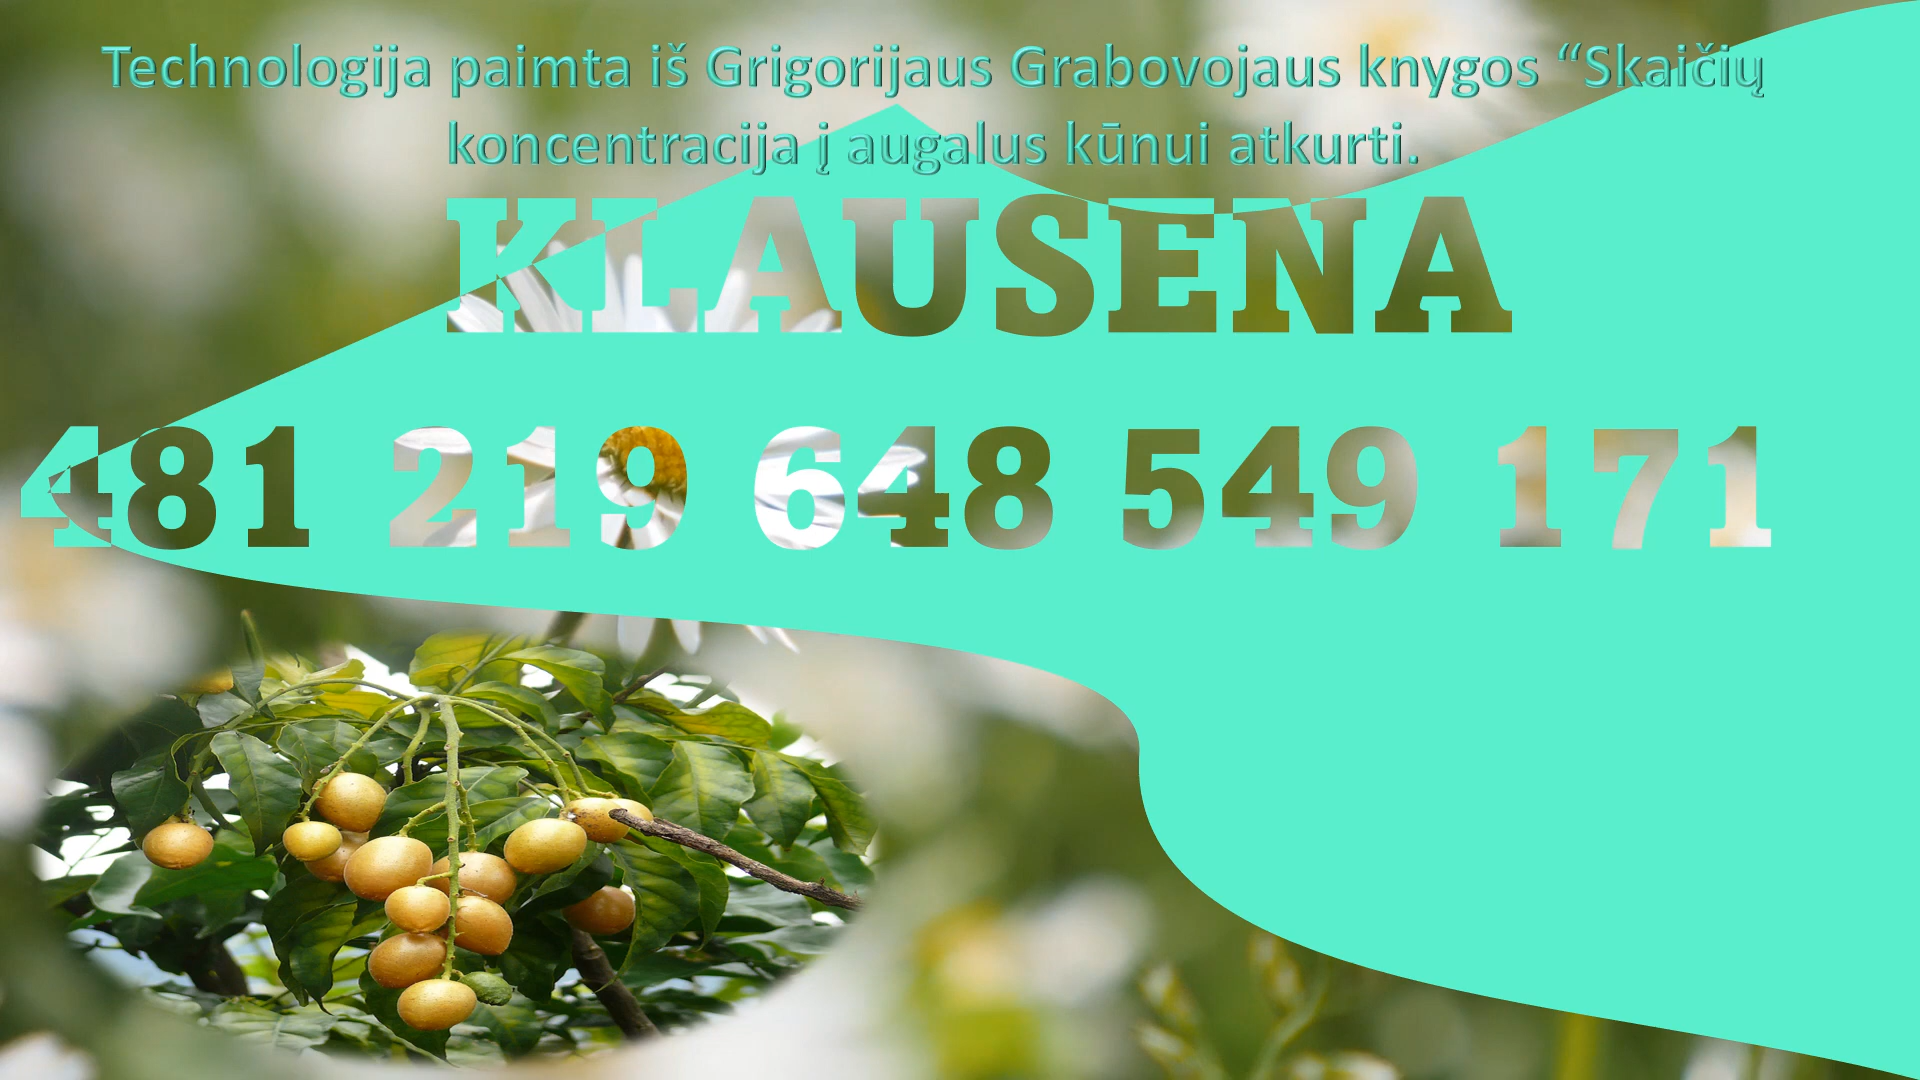 Technologija paimta iš Grigorijaus Grabovojaus knygos “Skaičių
koncentracija į augalus kūnui atkurti.
KLAUSENA
481 219 648 549 171